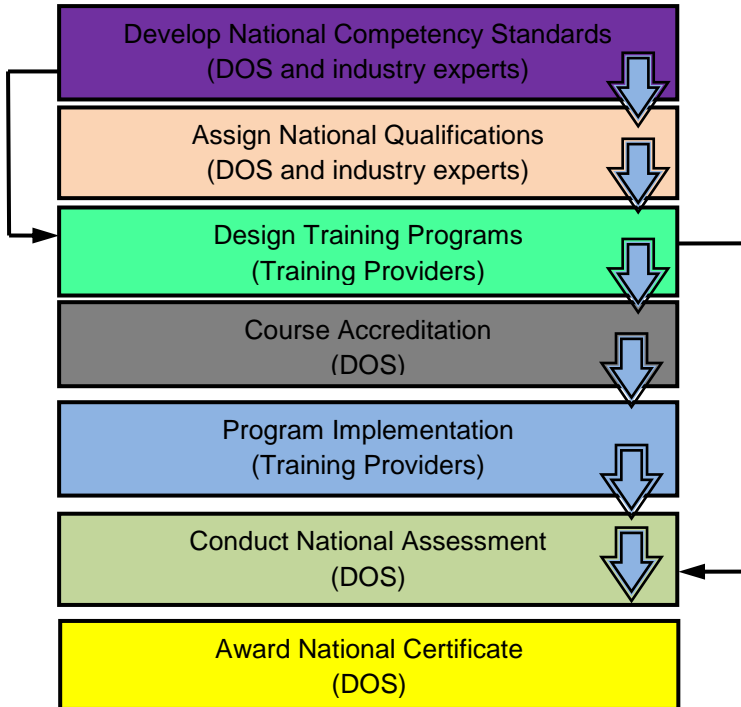 Develop National Competency Standards
(DOS and industry experts)
Assign National Qualifications
(DOS and industry experts)
Design Training Programs
(Training Providers)
Course Accreditation
(DOS)
Program Implementation
(Training Providers)
Conduct National Assessment
(DOS)
Award National Certificate
(DOS)